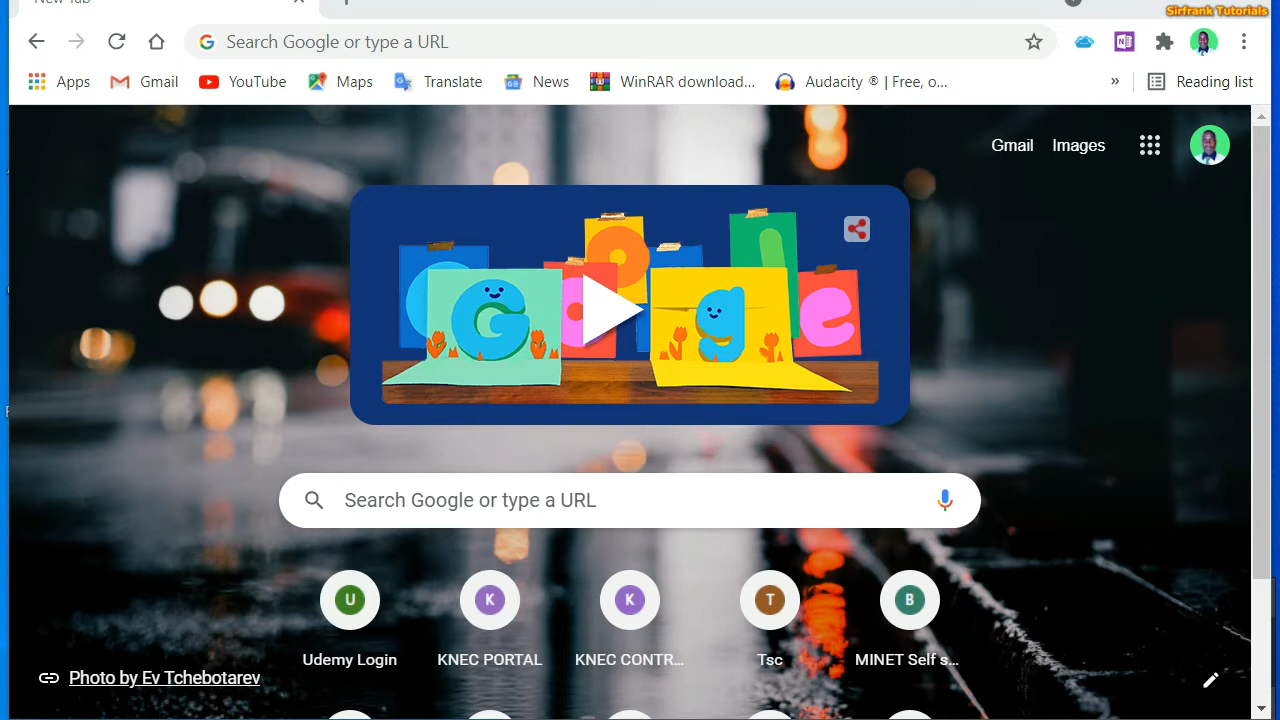 New Tab
Sirfrank Tutorials
Search Google or type a URL
Apps Gmail YouTube Maps Translate News WinRAR download... Audacity ® | Free, o... » Reading list
Gmail Images
Google
Search Google or type a URL
U K K T B
Udemy Login KNEC PORTAL KNEC CONTR... Tsc MINET Self s...
Photo by Ev Tchebotarev